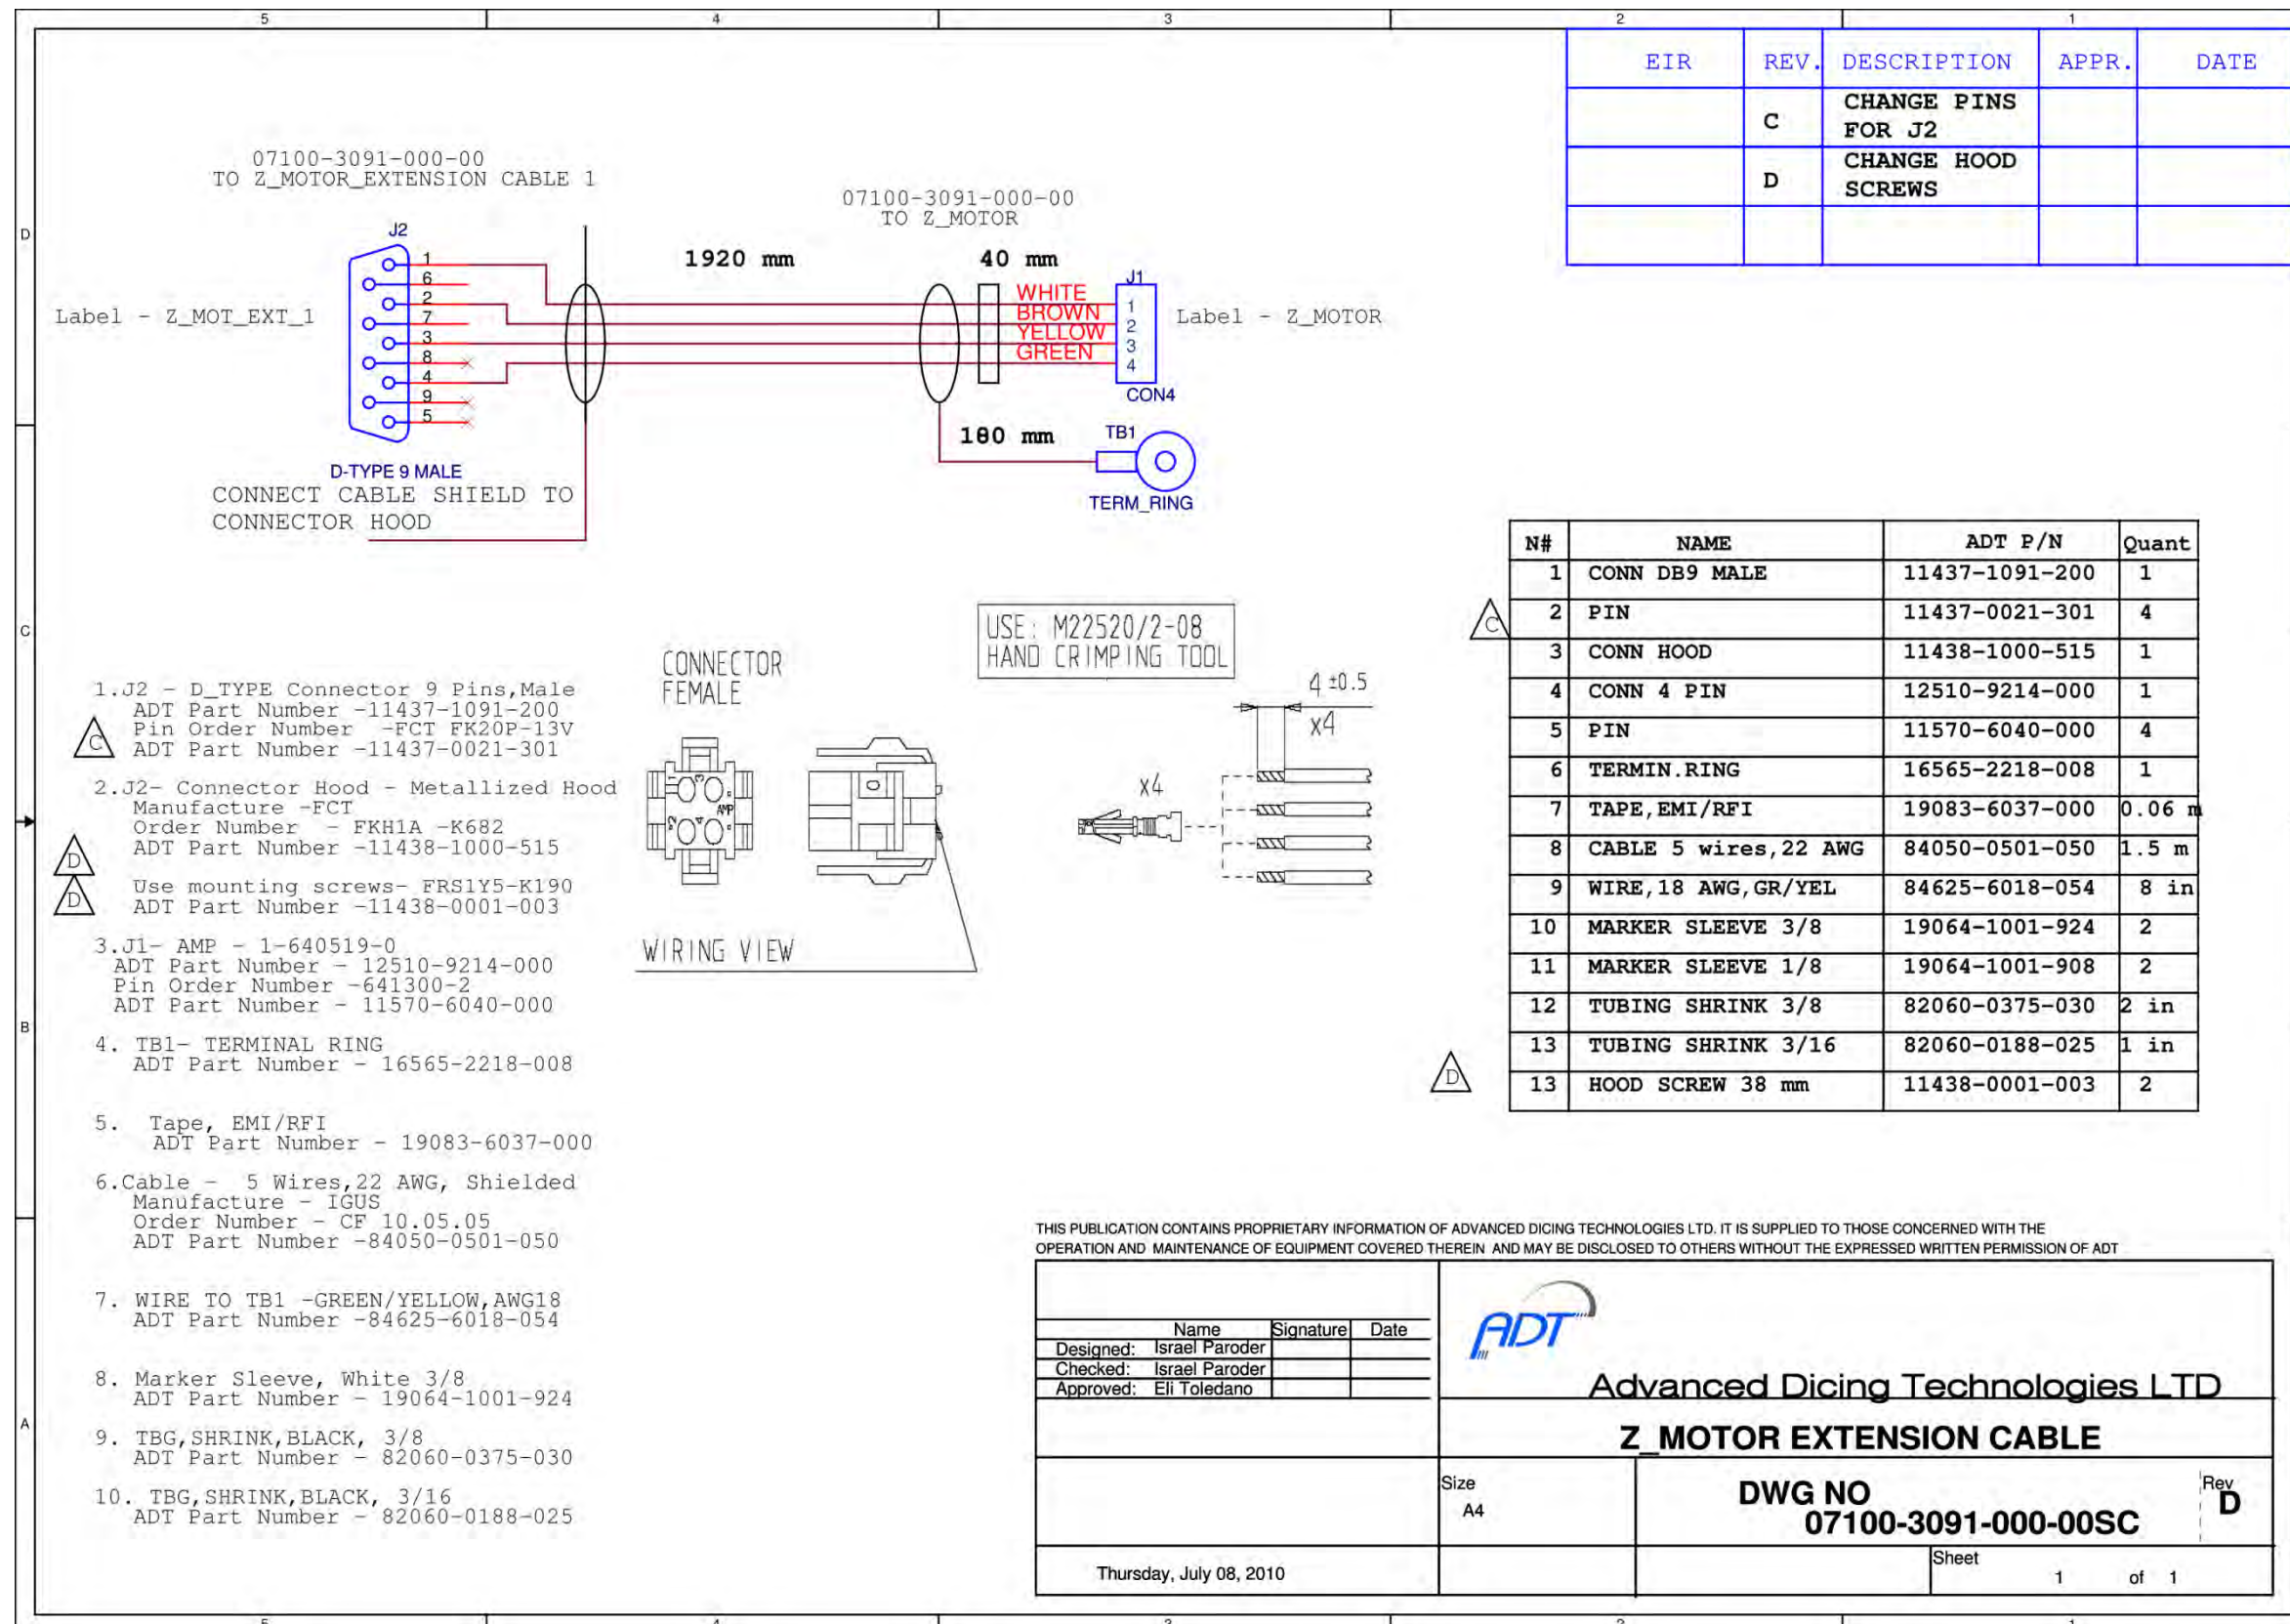 5 4 3 2 1
EIR REV. DESCRIPTION APPR. DATE
C CHANGE PINS
FOR J2
D CHANGE HOOD
SCREWS
D
C
B
A
07100-3091-000-00
TO Z_MOTOR_EXTENSION CABLE 1
07100-3091-000-00
TO Z_MOTOR
J2
1920 mm
40 mm
J1
1
6
2
7
3
8
4
9
5
WHITE
BROWN
YELLOW
GREEN
1
2
3
4
Label - Z_MOT_EXT_1
Label - Z_MOTOR
CON4
180 mm
TB1
TERM_RING
D-TYPE 9 MALE
CONNECT CABLE SHIELD TO
CONNECTOR HOOD
N# NAME ADT P/N Quant
1 CONN DB9 MALE 11437-1091-200 1
C
2 PIN 11437-0021-301 4
3 CONN HOOD 11438-1000-515 1
4 CONN 4 PIN 12510-9214-000 1
5 PIN 11570-6040-000 4
6 TERMIN.RING 16565-2218-008 1
7 TAPE,EMI/RFI 19083-6037-000 0.06 m
8 CABLE 5 wires,22 AWG 84050-0501-050 1.5 m
9 WIRE,18 AWG,GR/YEL 84625-6018-054 8 in
10 MARKER SLEEVE 3/8 19064-1001-924 2
11 MARKER SLEEVE 1/8 19064-1001-908 2
12 TUBING SHRINK 3/8 82060-0375-030 2 in
13 TUBING SHRINK 3/16 82060-0188-025 1 in
D
13 HOOD SCREW 38 mm 11438-0001-003 2
USE: M22520/2-08
HAND CRIMPING TOOL
CONNECTOR
FEMALE
4 ±0.5
x4
x4
1 3
2 4
AMP
WIRING VIEW
1.J2 - D_TYPE Connector 9 Pins,Male
ADT Part Number -11437-1091-200
Pin Order Number -FCT FK20P-13V
C
ADT Part Number -11437-0021-301
2.J2- Connector Hood - Metallized Hood
Manufacture -FCT
Order Number - FKH1A -K682
ADT Part Number -11438-1000-515
D
Use mounting screws- FRS1Y5-K190
D
ADT Part Number -11438-0001-003
3.J1- AMP - 1-640519-0
ADT Part Number - 12510-9214-000
Pin Order Number -641300-2
ADT Part Number - 11570-6040-000
4. TB1- TERMINAL RING
ADT Part Number - 16565-2218-008
5. Tape, EMI/RFI
ADT Part Number - 19083-6037-000
6.Cable - 5 Wires,22 AWG, Shielded
Manufacture - IGUS
Order Number - CF 10.05.05
ADT Part Number -84050-0501-050
7. WIRE TO TB1 -GREEN/YELLOW,AWG18
ADT Part Number -84625-6018-054
8. Marker Sleeve, White 3/8
ADT Part Number - 19064-1001-924
9. TBG,SHRINK,BLACK, 3/8
ADT Part Number - 82060-0375-030
10. TBG,SHRINK,BLACK, 3/16
ADT Part Number - 82060-0188-025
THIS PUBLICATION CONTAINS PROPRIETARY INFORMATION OF ADVANCED DICING TECHNOLOGIES LTD. IT IS SUPPLIED TO THOSE CONCERNED WITH THE
OPERATION AND MAINTENANCE OF EQUIPMENT COVERED THEREIN AND MAY BE DISCLOSED TO OTHERS WITHOUT THE EXPRESSED WRITTEN PERMISSION OF ADT
Name Signature Date
Designed: Israel Paroder
Checked: Israel Paroder
Approved: Eli Toledano
ADT
Advanced Dicing Technologies LTD
Z_MOTOR EXTENSION CABLE
Size
A4
DWG NO
07100-3091-000-00SC
Rev
D
Thursday, July 08, 2010
Sheet
1 of 1
5 4 3 2 1